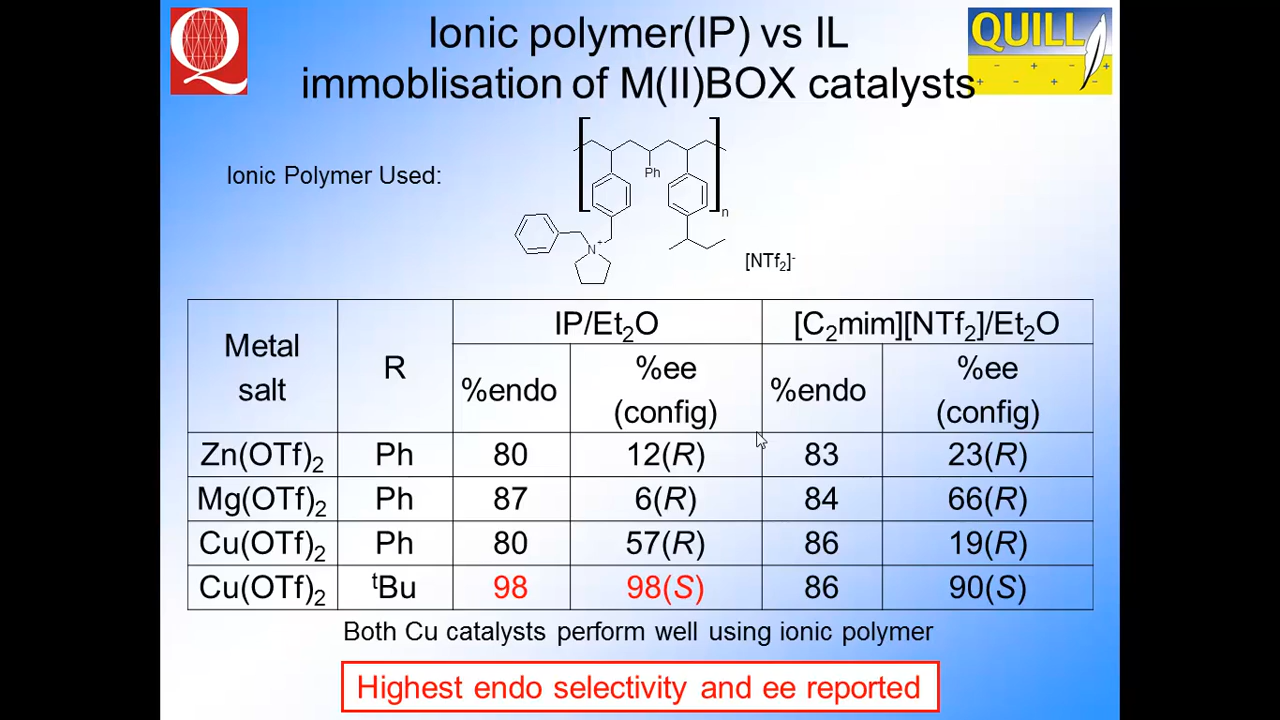 Q
QUILL
Ionic polymer(IP) vs IL
immoblisation of M(II)BOX catalysts
Ionic Polymer Used:
Ph
n
N+
[NTf2]-
Metal salt R IP/Et2O [C2mim][NTf2]/Et2O
%endo %ee (config) %endo %ee (config)
Zn(OTf)2 Ph 80 12(R) 83 23(R)
Mg(OTf)2 Ph 87 6(R) 84 66(R)
Cu(OTf)2 Ph 80 57(R) 86 19(R)
Cu(OTf)2 tBu 98 98(S) 86 90(S)
Both Cu catalysts perform well using ionic polymer
Highest endo selectivity and ee reported